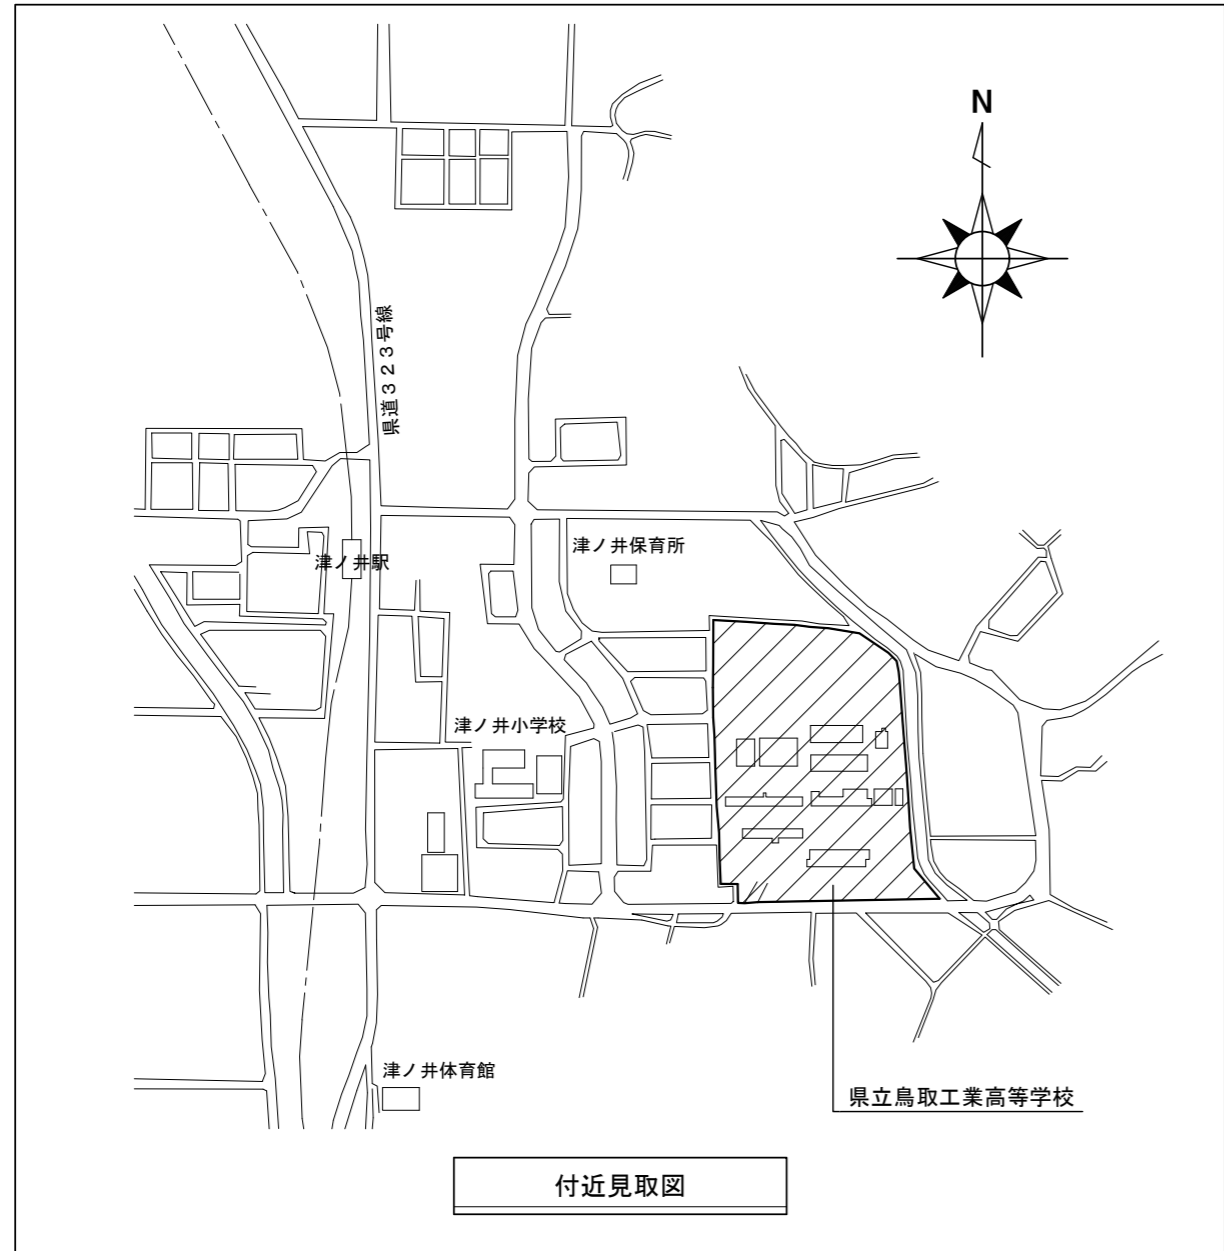 N
県道323号線
津ノ井保育所
津ノ井駅
津ノ井小学校
津ノ井体育館
県立鳥取工業高等学校
付近見取図